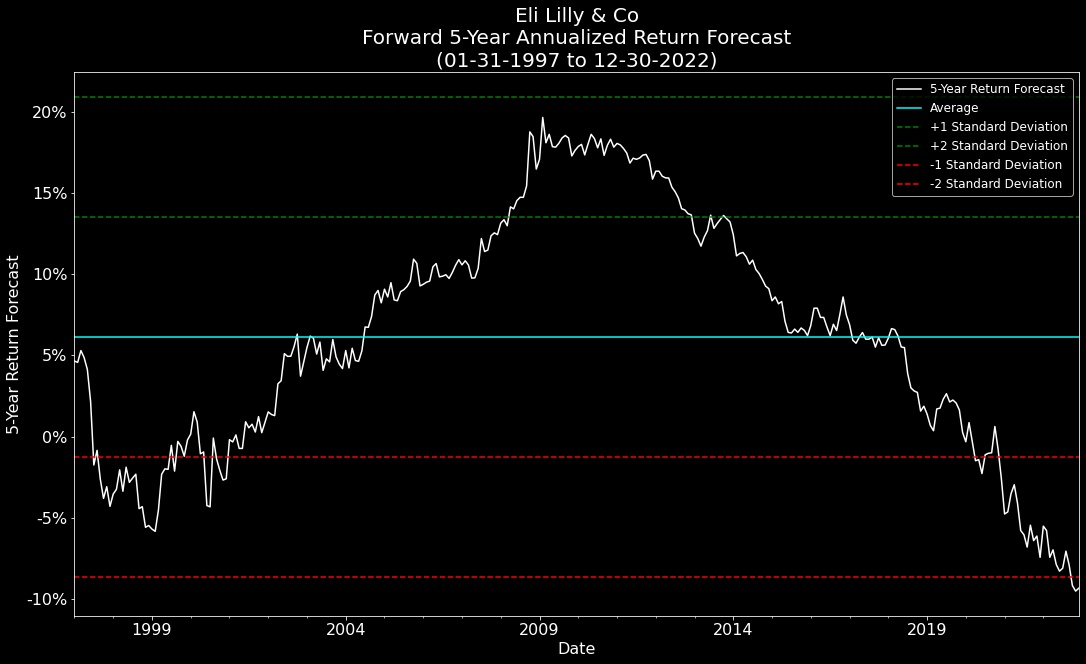 Eli Lilly & Co
Forward 5-Year Annualized Return Forecast
(01-31-1997 to 12-30-2022)
5-Year Return Forecast
Average
+1 Standard Deviation
+2 Standard Deviation
-1 Standard Deviation
-2 Standard Deviation
20%
15%
10%
5%
0%
-5%
-10%
5-Year Return Forecast
1999
2004
2009
2014
2019
Date